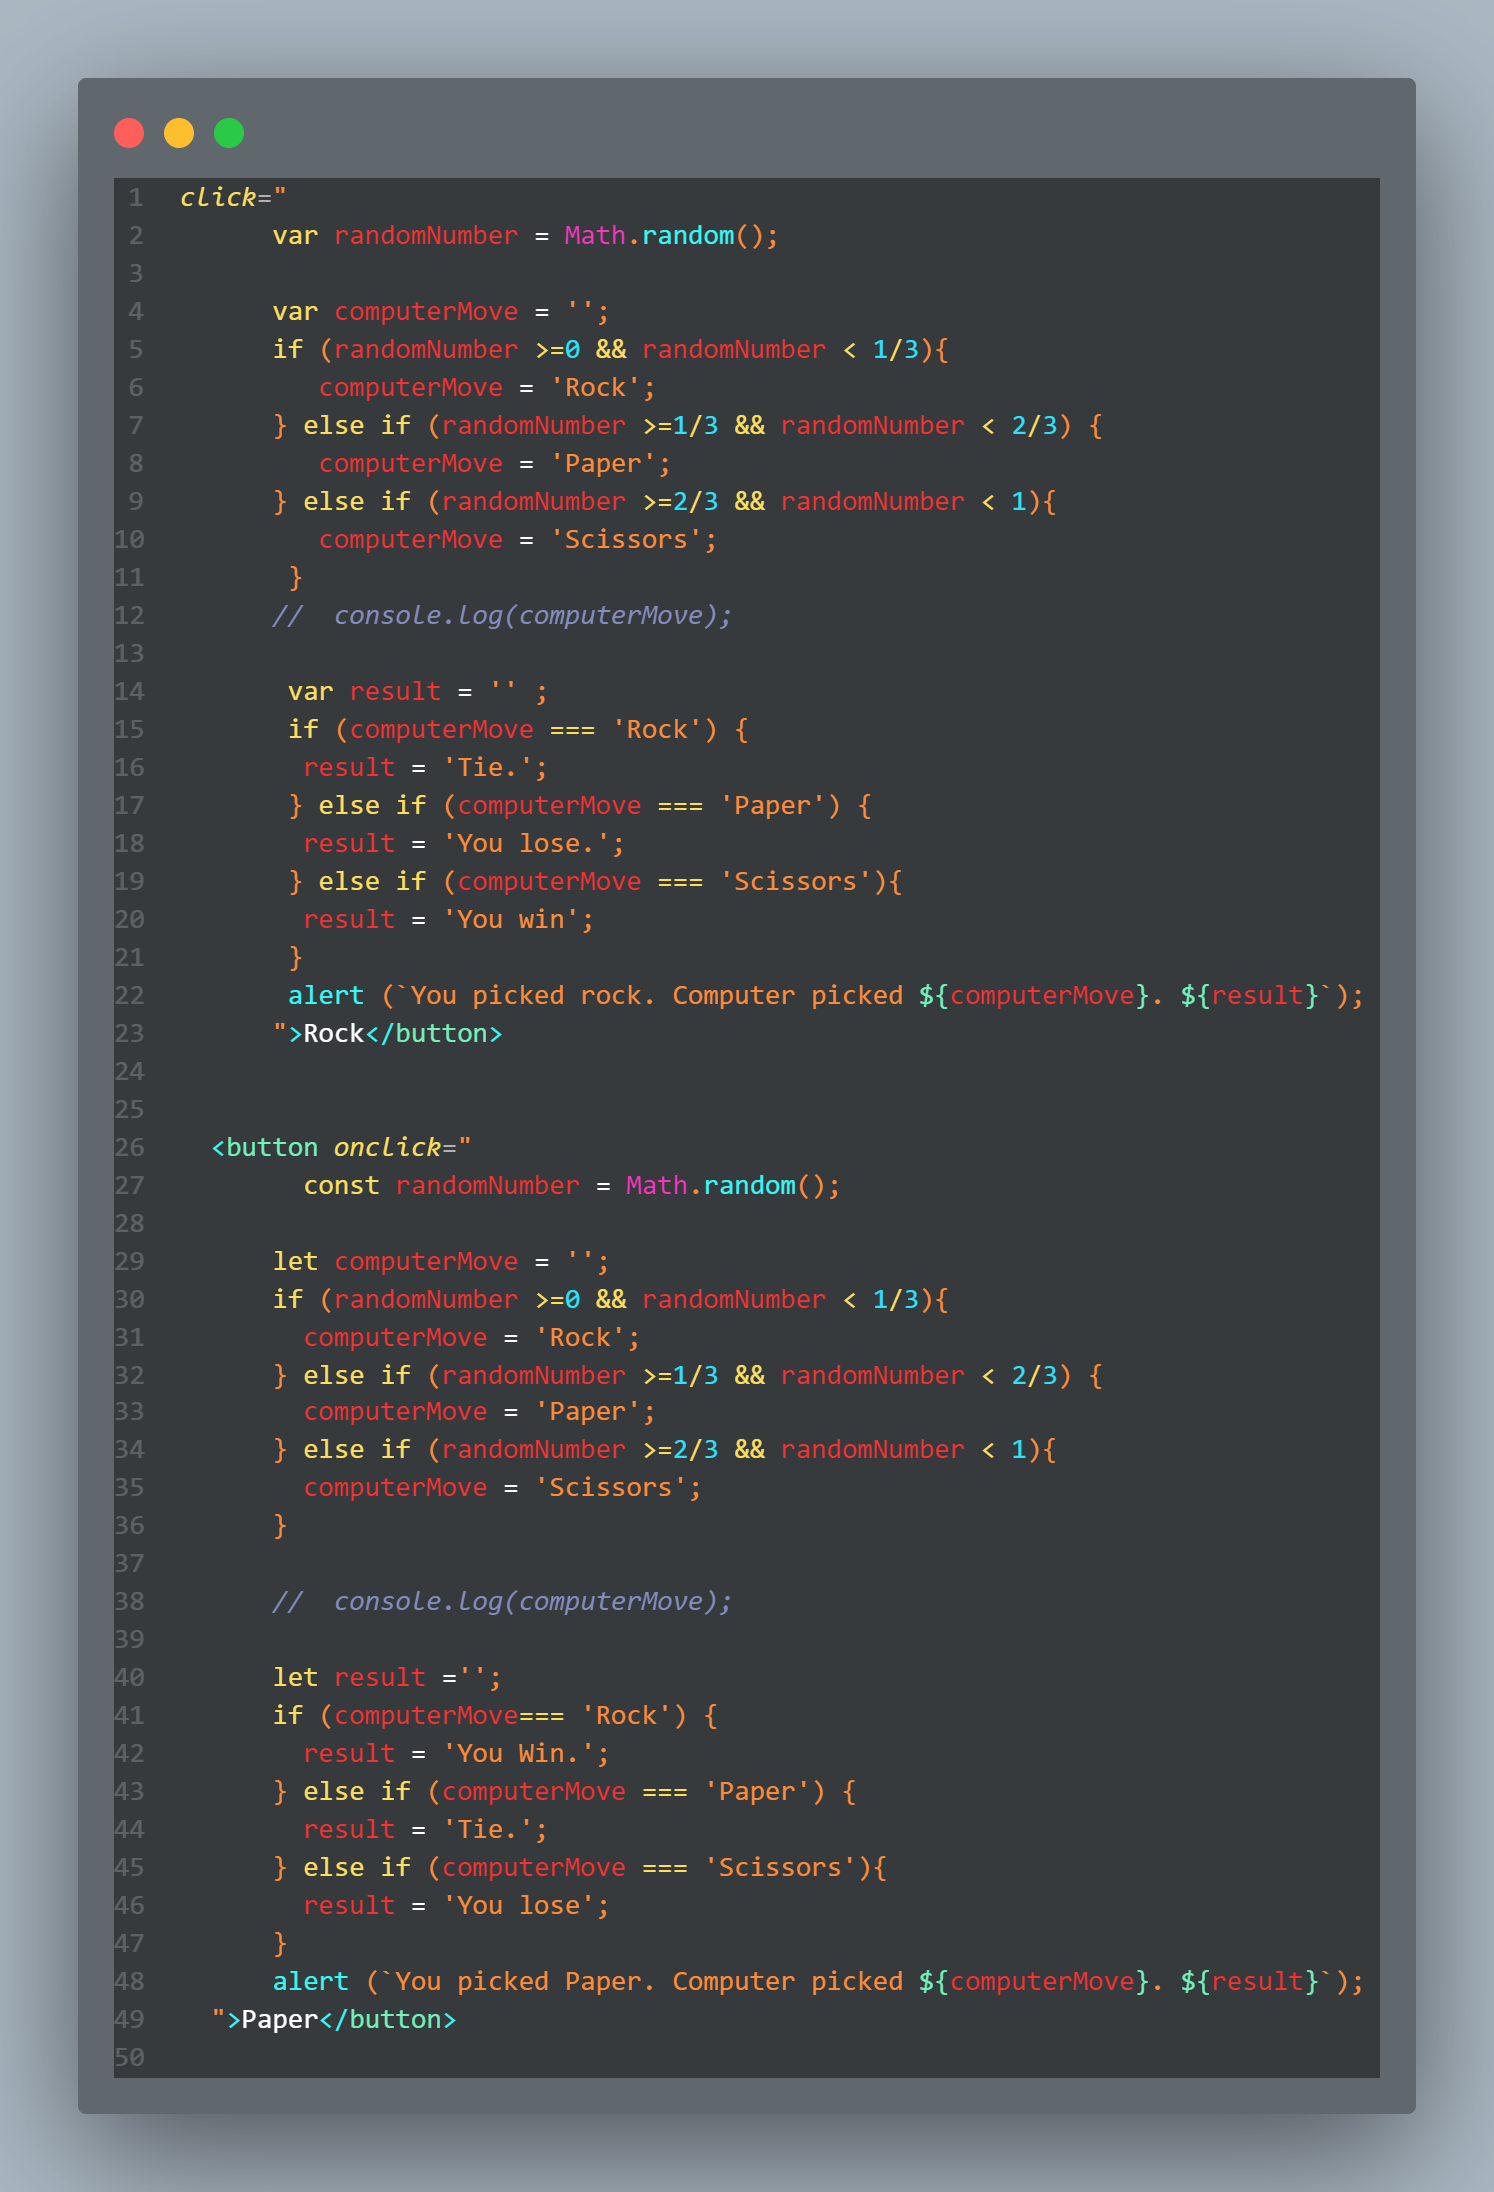 1 click="
2 var randomNumber = Math.random();
3
4 var computerMove = '';
5 if (randomNumber >=0 && randomNumber < 1/3){
6 computerMove = 'Rock';
7 } else if (randomNumber >=1/3 && randomNumber < 2/3) {
8 computerMove = 'Paper';
9 } else if (randomNumber >=2/3 && randomNumber < 1){
10 computerMove = 'Scissors';
11 }
12 //  console.log(computerMove);
13
14 var result = '' ;
15 if (computerMove === 'Rock') {
16 result = 'Tie.';
17 } else if (computerMove === 'Paper') {
18 result = 'You lose.';
19 } else if (computerMove === 'Scissors'){
20 result = 'You win';
21 }
22 alert (`You picked rock. Computer picked ${computerMove}. ${result}`);
23 ">Rock</button>
24
25
26 <button onclick="
27 const randomNumber = Math.random();
28
29 let computerMove = '';
30 if (randomNumber >=0 && randomNumber < 1/3){
31 computerMove = 'Rock';
32 } else if (randomNumber >=1/3 && randomNumber < 2/3) {
33 computerMove = 'Paper';
34 } else if (randomNumber >=2/3 && randomNumber < 1){
35 computerMove = 'Scissors';
36 }
37
38 //  console.log(computerMove);
39
40 let result ='';
41 if (computerMove=== 'Rock') {
42 result = 'You Win.';
43 } else if (computerMove === 'Paper') {
44 result = 'Tie.';
45 } else if (computerMove === 'Scissors'){
46 result = 'You lose';
47 }
48 alert (`You picked Paper. Computer picked ${computerMove}. ${result}`);
49 ">Paper</button>
50